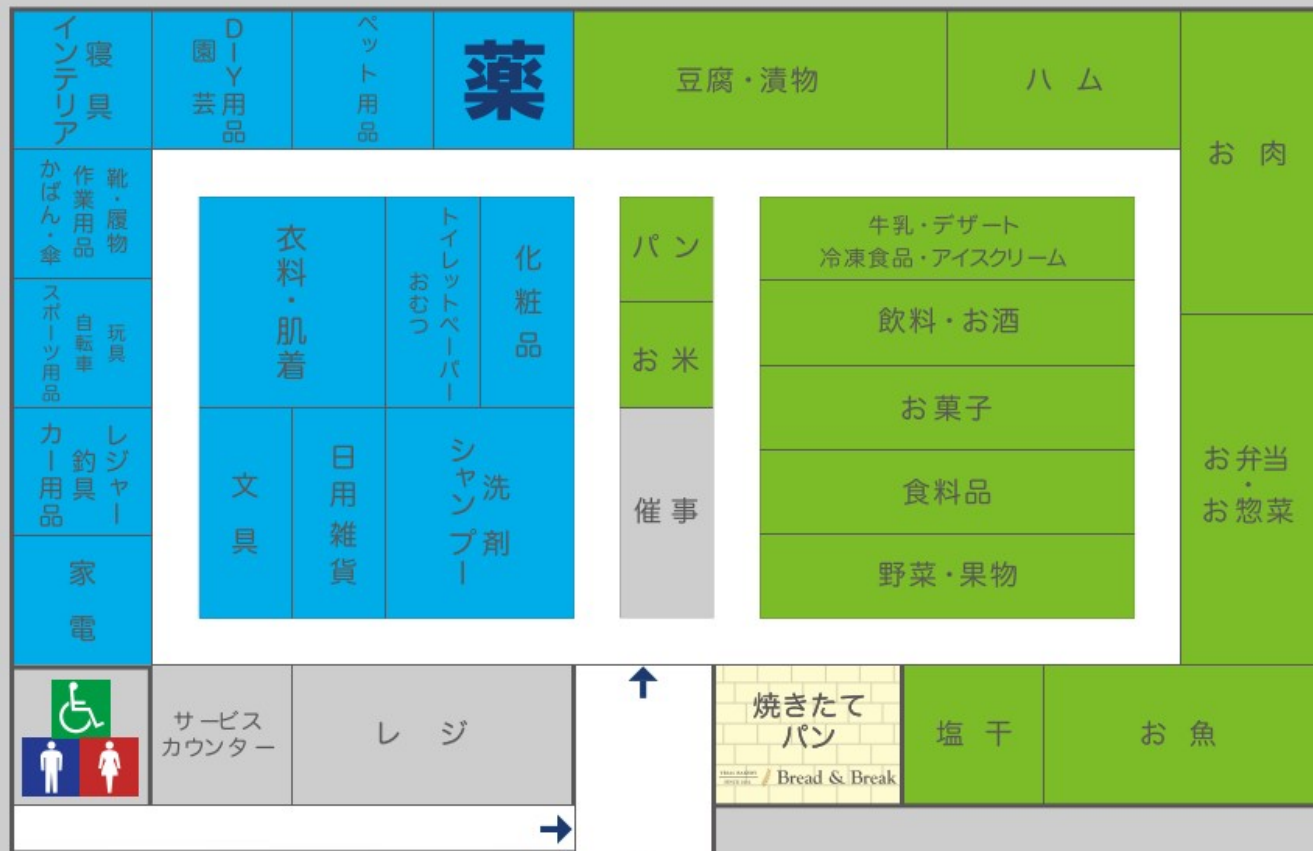 寝具
インテリア
DIY用品
園芸
ペット用品
薬
豆腐・漬物
ハム
お肉
靴・履物
作業用品
かばん・傘
玩具
自転車
スポーツ用品
レジャー
釣具
カー用品
家電
衣料・肌着
トイレットペーパー
おむつ
化粧品
文具
日用雑貨
洗剤
シャンプー
パン
お米
催事
牛乳・デザート
冷凍食品・アイスクリーム
飲料・お酒
お菓子
食料品
野菜・果物
お弁当
・
お惣菜
サービス
カウンター
レジ
焼きたて
パン
Bread & Break
塩干
お魚